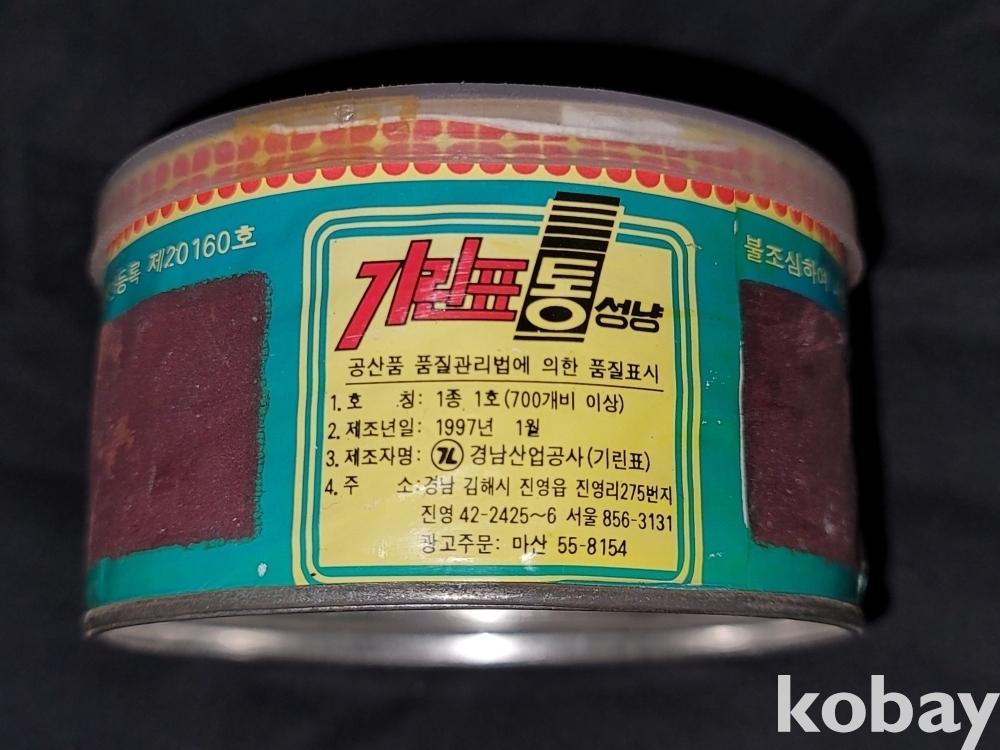 등록 제20160호
불조심하여
기린표 통 성냥
공산품 품질관리법에 의한 품질표시
1. 호 칭: 1종 1호(700개비 이상)
2. 제조년일: 1997년 1월
3. 제조자명: 경남산업공사(기린표)
4. 주 소: 경남 김해시 진영읍 진영리275번지
진영 42-2425~6 서울 856-3131
광고주문: 마산 55-8154
kobay